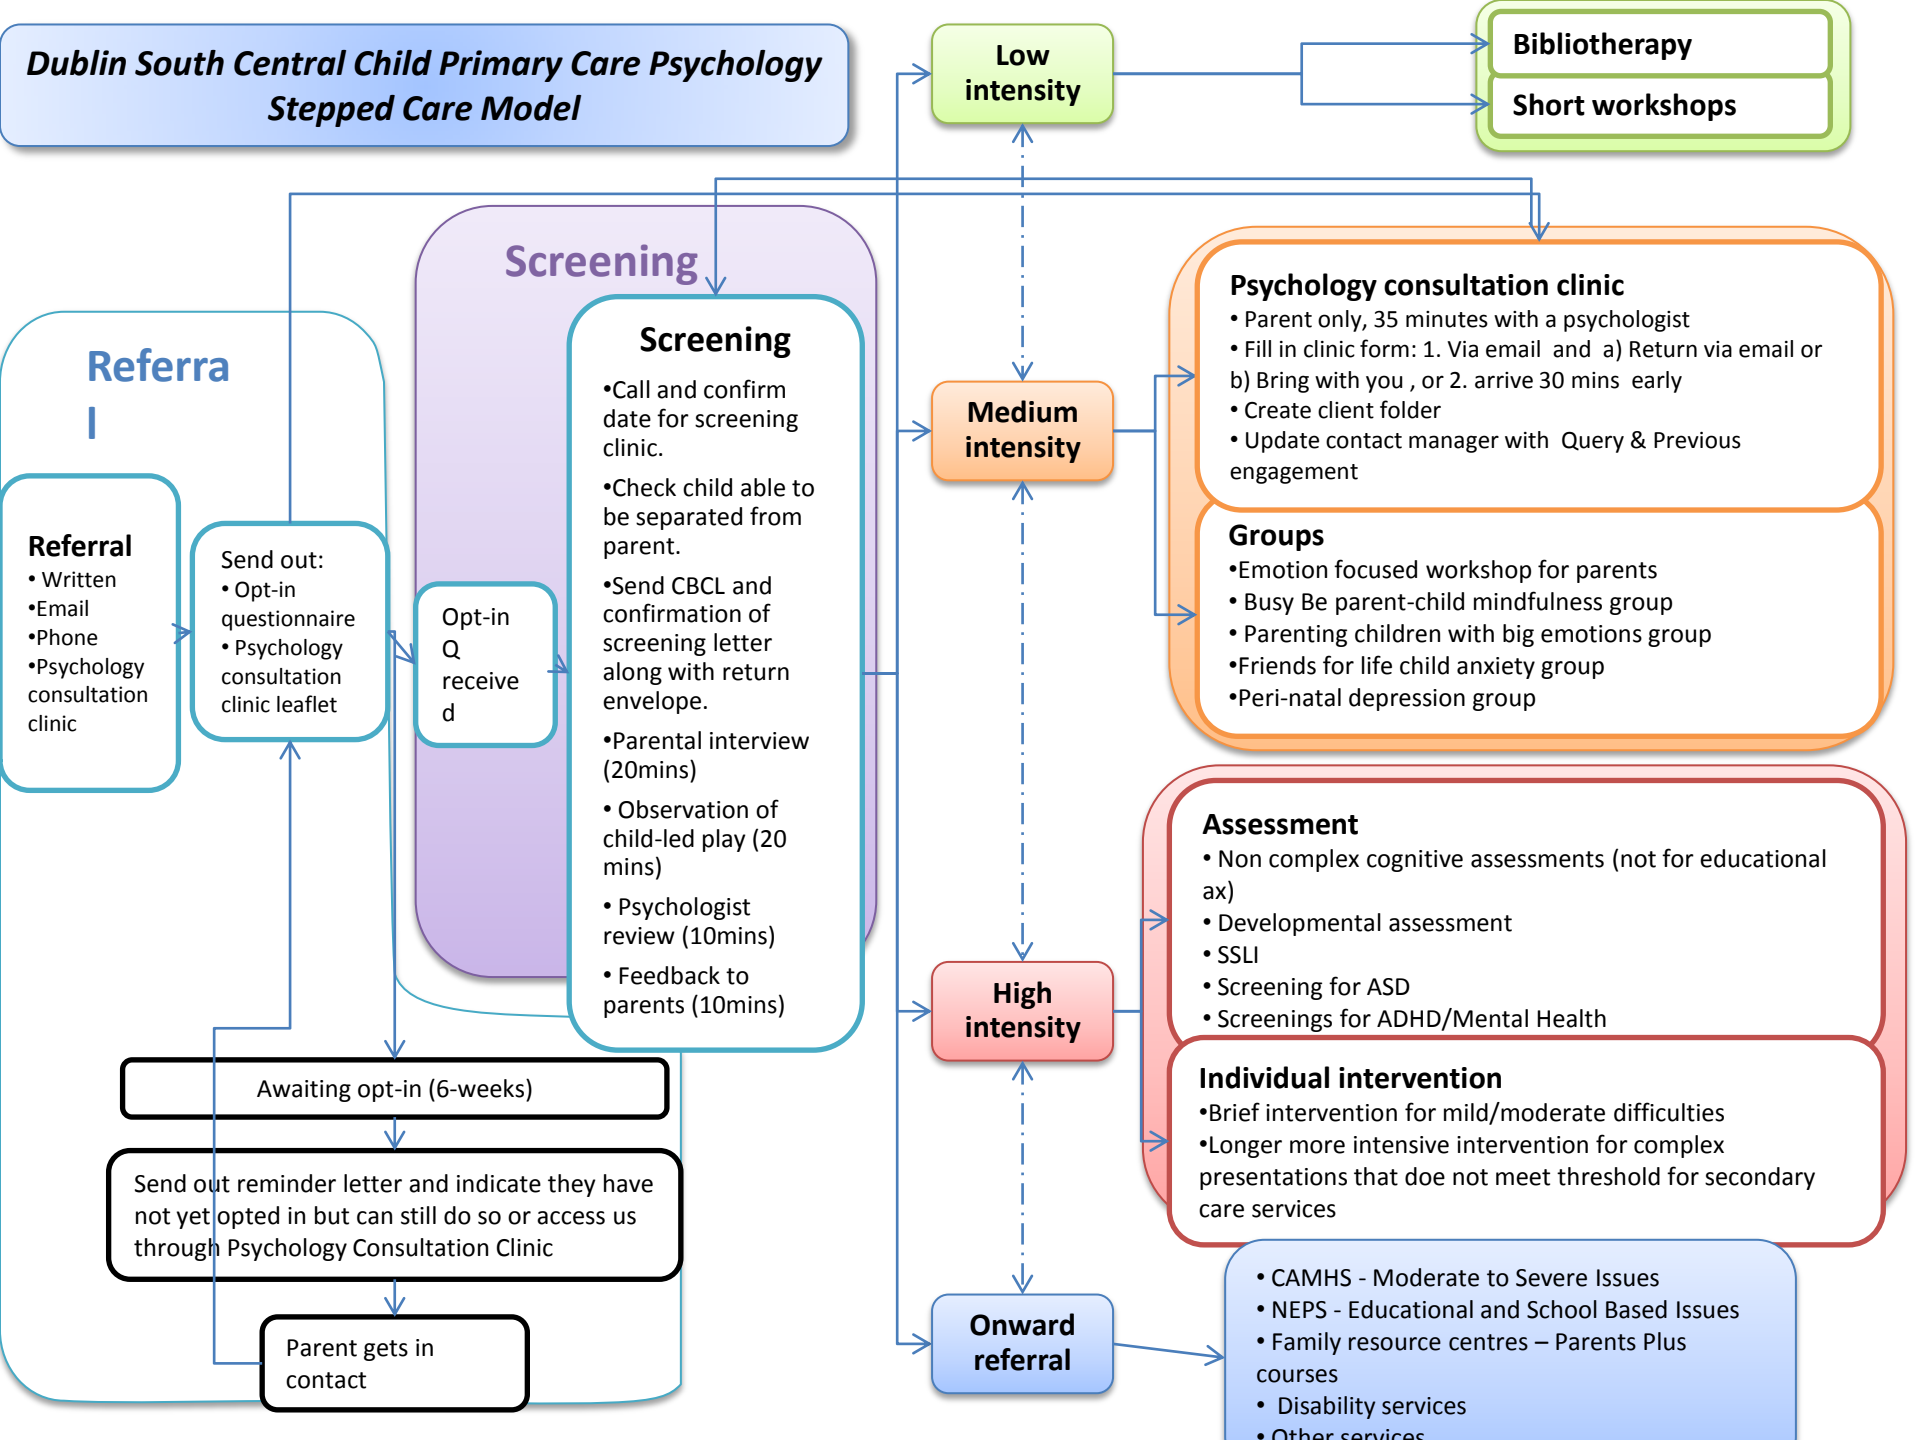 Dublin South Central Child Primary Care Psychology
Stepped Care Model
Referra
l
Referral
• Written
•Email
•Phone
•Psychology
consultation
clinic
Send out:
• Opt-in
questionnaire
• Psychology
consultation
clinic leaflet
Awaiting opt-in (6-weeks)
Send out reminder letter and indicate they have
not yet opted in but can still do so or access us
through Psychology Consultation Clinic
Parent gets in
contact
Screening
Opt-in
Q
receive
d
Screening
•Call and confirm
date for screening
clinic.
•Check child able to
be separated from
parent.
•Send CBCL and
confirmation of
screening letter
along with return
envelope.
•Parental interview
(20mins)
• Observation of
child-led play (20
mins)
• Psychologist
review (10mins)
• Feedback to
parents (10mins)
Low
intensity
Bibliotherapy
Short workshops
Medium
intensity
Psychology consultation clinic
• Parent only, 35 minutes with a psychologist
• Fill in clinic form: 1. Via email and a) Return via email or
b) Bring with you , or 2. arrive 30 mins early
• Create client folder
• Update contact manager with Query & Previous
engagement
Groups
•Emotion focused workshop for parents
• Busy Be parent-child mindfulness group
• Parenting children with big emotions group
•Friends for life child anxiety group
•Peri-natal depression group
High
intensity
Assessment
• Non complex cognitive assessments (not for educational
ax)
• Developmental assessment
• SSLI
• Screening for ASD
• Screenings for ADHD/Mental Health
Individual intervention
•Brief intervention for mild/moderate difficulties
•Longer more intensive intervention for complex
presentations that doe not meet threshold for secondary
care services
Onward
referral
• CAMHS - Moderate to Severe Issues
• NEPS - Educational and School Based Issues
• Family resource centres – Parents Plus
courses
• Disability services
• Other services